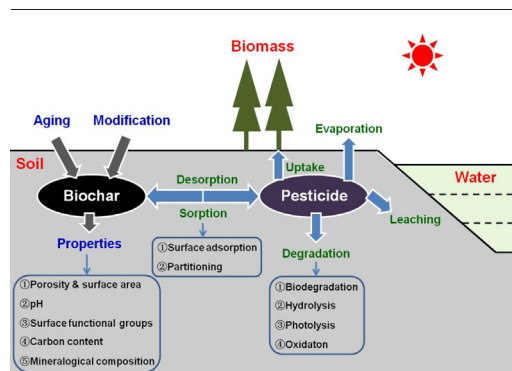 Biomass
Aging
Modification
Evaporation
Soil
Uptake
Water
Desorption
Biochar
Pesticide
Sorption
Leaching
Properties
Degradation
①Surface adsorption
②Partitioning
①Porosity & surface area
②pH
③Surface functional groups
④Carbon content
⑤Mineralogical composition
①Biodegradation
②Hydrolysis
③Photolysis
④Oxidaton